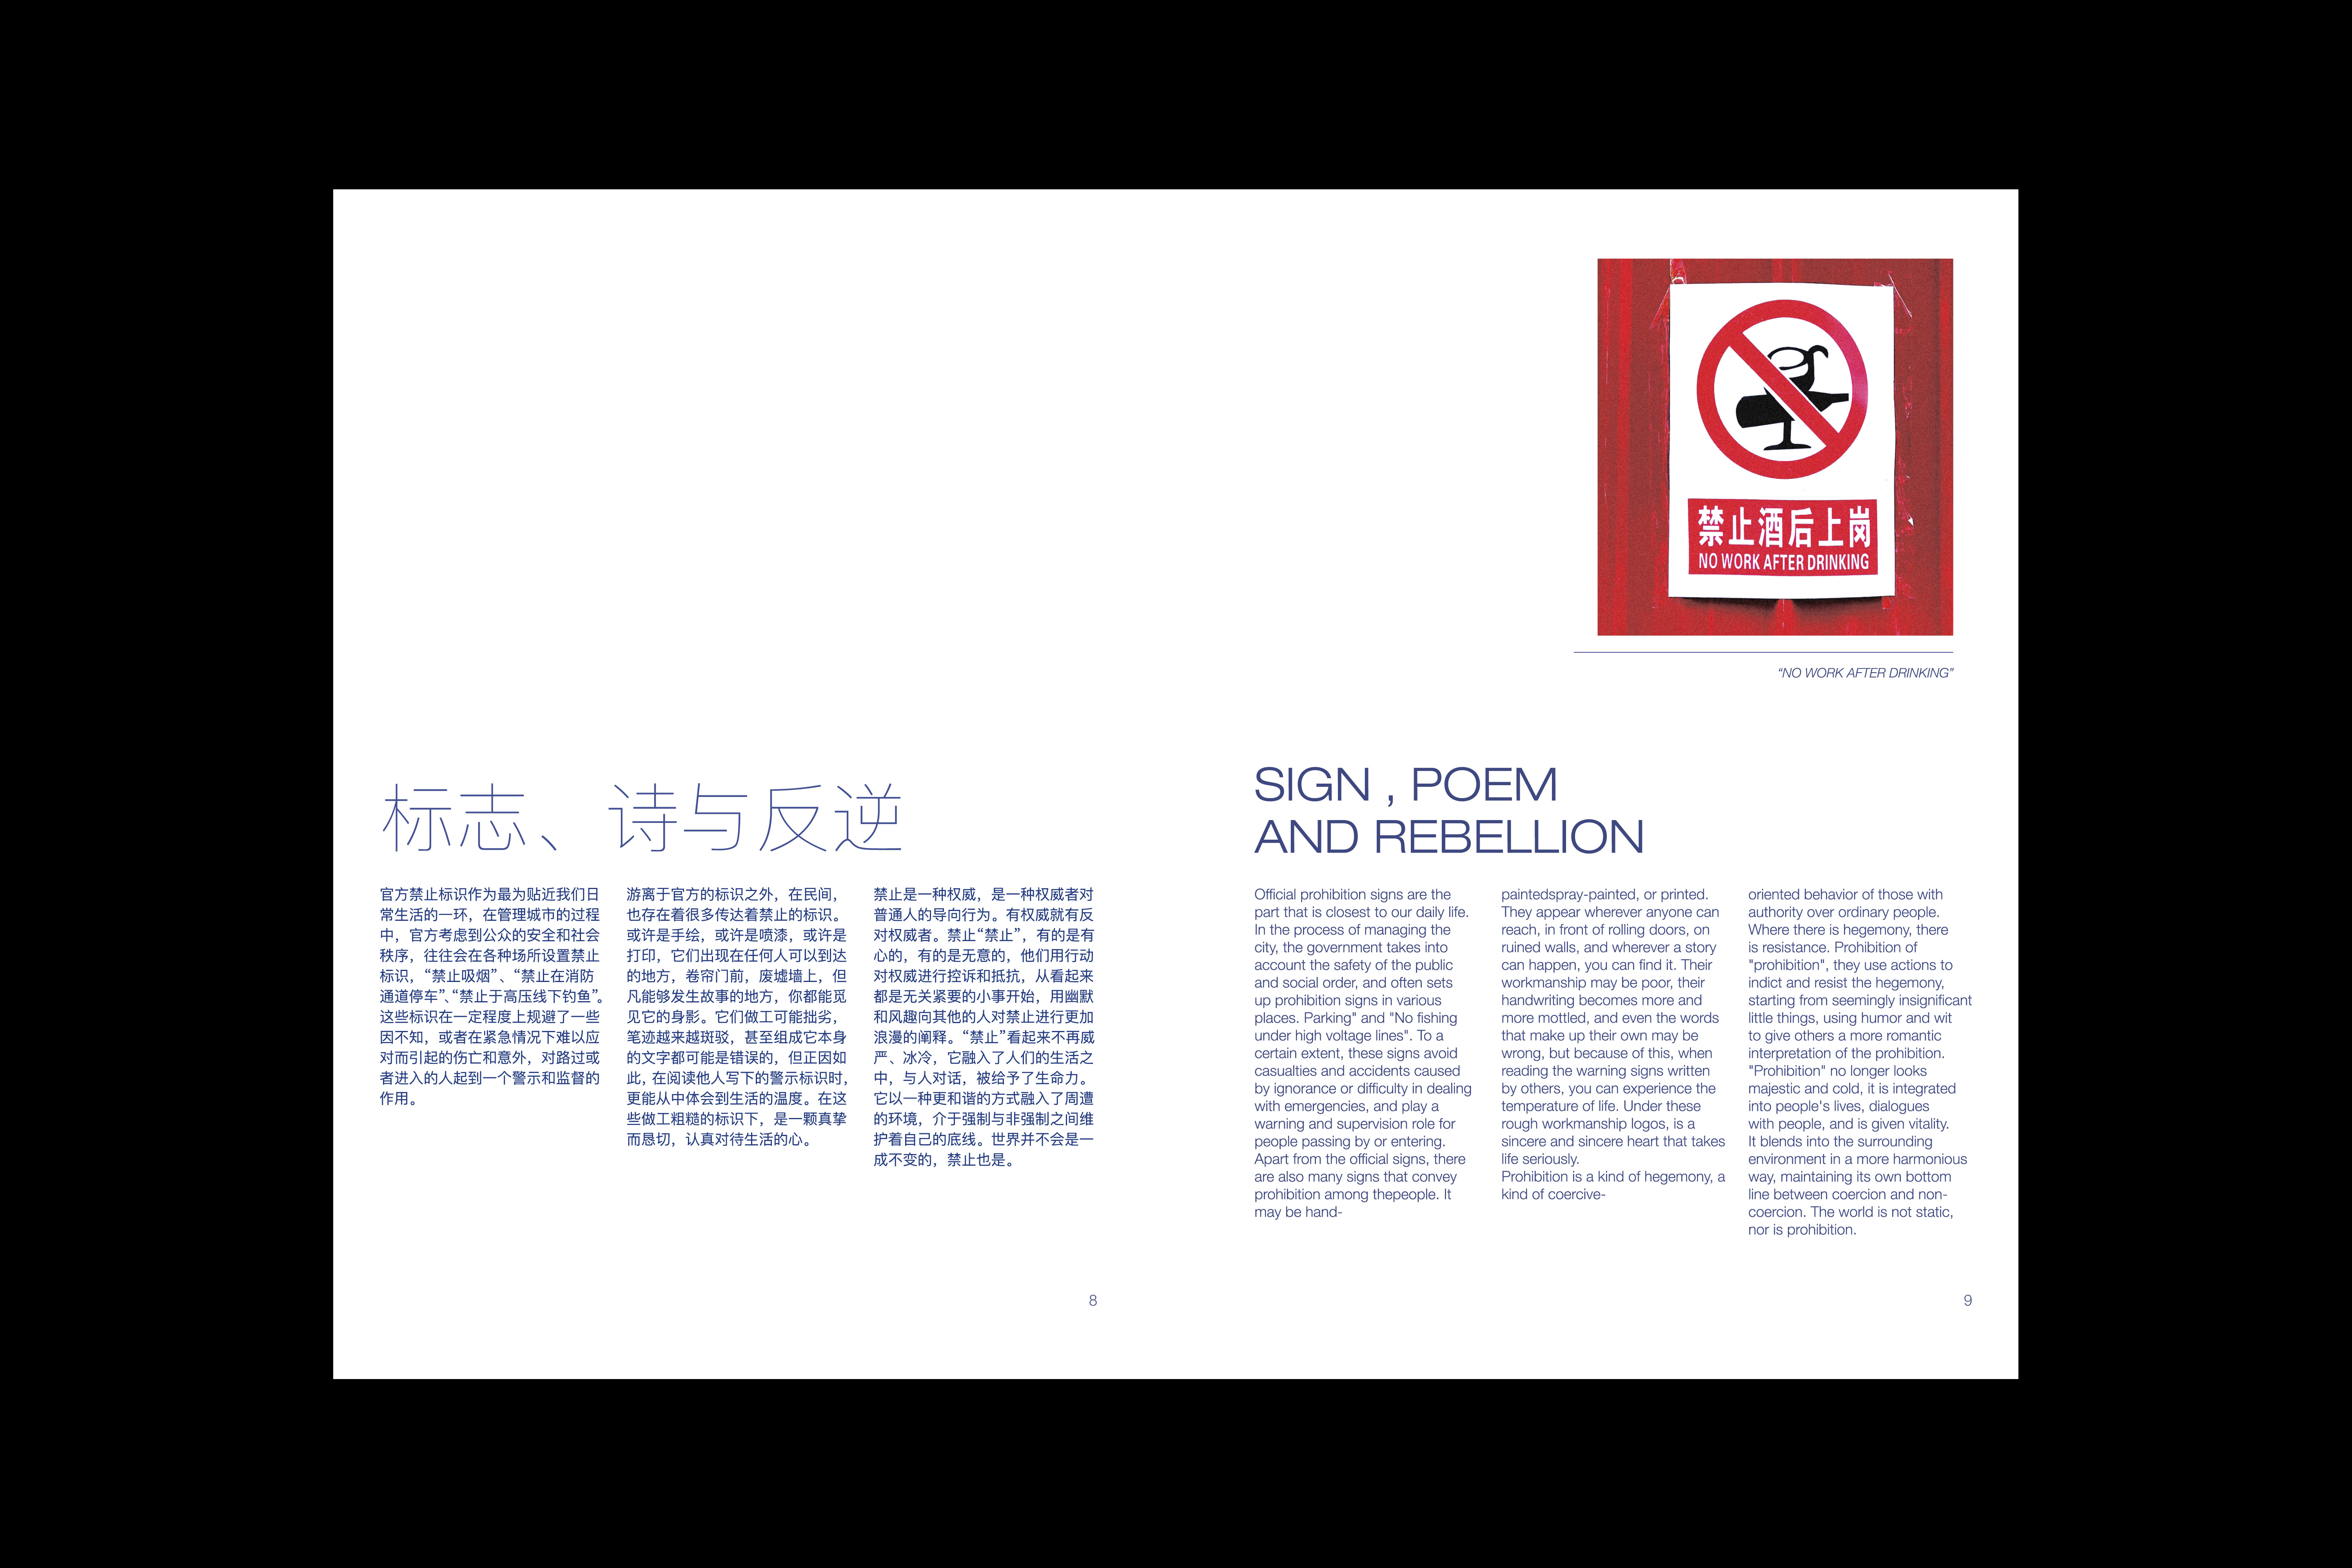 标志、诗与反逆
官方禁止标识作为最为贴近我们日
常生活的一环，在管理城市的过程
中，官方考虑到公众的安全和社会
秩序，往往会在各种场所设置禁止
标识，“禁止吸烟”、“禁止在消防
通道停车”、“禁止于高压线下钓鱼”。
这些标识在一定程度上规避了一些
因不知，或者在紧急情况下难以应
对而引起的伤亡和意外，对路过或
者进入的人起到一个警示和监督的
作用。
游离于官方的标识之外，在民间，
也存在着很多传达着禁止的标识。
或许是手绘，或许是喷漆，或许是
打印，它们出现在任何人可以到达
的地方，卷帘门前，废墟墙上，但
凡能够发生故事的地方，你都能觅
见它的身影。它们做工可能拙劣，
笔迹越来越斑驳，甚至组成它本身
的文字都可能是错误的，但正因如
此，在阅读他人写下的警示标识时，
更能从中体会到生活的温度。在这
些做工粗糙的标识下，是一颗真挚
而恳切，认真对待生活的心。
禁止是一种权威，是一种权威者对
普通人的导向行为。有权威就有反
对权威者。禁止“禁止”，有的是有
心的，有的是无意的，他们用行动
对权威进行控诉和抵抗，从看起来
都是无关紧要的小事开始，用幽默
和风趣向其他的人对禁止进行更加
浪漫的阐释。“禁止”看起来不再威
严、冰冷，它融入了人们的生活之
中，与人对话，被给予了生命力。
它以一种更和谐的方式融入了周遭
的环境，介于强制与非强制之间维
护着自己的底线。世界并不会是一
成不变的，禁止也是。
8
禁止酒后上岗
NO WORK AFTER DRINKING
“NO WORK AFTER DRINKING”
SIGN , POEM
AND REBELLION
Official prohibition signs are the
part that is closest to our daily life.
In the process of managing the
city, the government takes into
account the safety of the public
and social order, and often sets
up prohibition signs in various
places. Parking" and "No fishing
under high voltage lines". To a
certain extent, these signs avoid
casualties and accidents caused
by ignorance or difficulty in dealing
with emergencies, and play a
warning and supervision role for
people passing by or entering.
Apart from the official signs, there
are also many signs that convey
prohibition among thepeople. It
may be hand-
paintedspray-painted, or printed.
They appear wherever anyone can
reach, in front of rolling doors, on
ruined walls, and wherever a story
can happen, you can find it. Their
workmanship may be poor, their
handwriting becomes more and
more mottled, and even the words
that make up their own may be
wrong, but because of this, when
reading the warning signs written
by others, you can experience the
temperature of life. Under these
rough workmanship logos, is a
sincere and sincere heart that takes
life seriously.
Prohibition is a kind of hegemony, a
kind of coercive-
oriented behavior of those with
authority over ordinary people.
Where there is hegemony, there
is resistance. Prohibition of
"prohibition", they use actions to
indict and resist the hegemony,
starting from seemingly insignificant
little things, using humor and wit
to give others a more romantic
interpretation of the prohibition.
"Prohibition" no longer looks
majestic and cold, it is integrated
into people's lives, dialogues
with people, and is given vitality.
It blends into the surrounding
environment in a more harmonious
way, maintaining its own bottom
line between coercion and non-
coercion. The world is not static,
nor is prohibition.
9